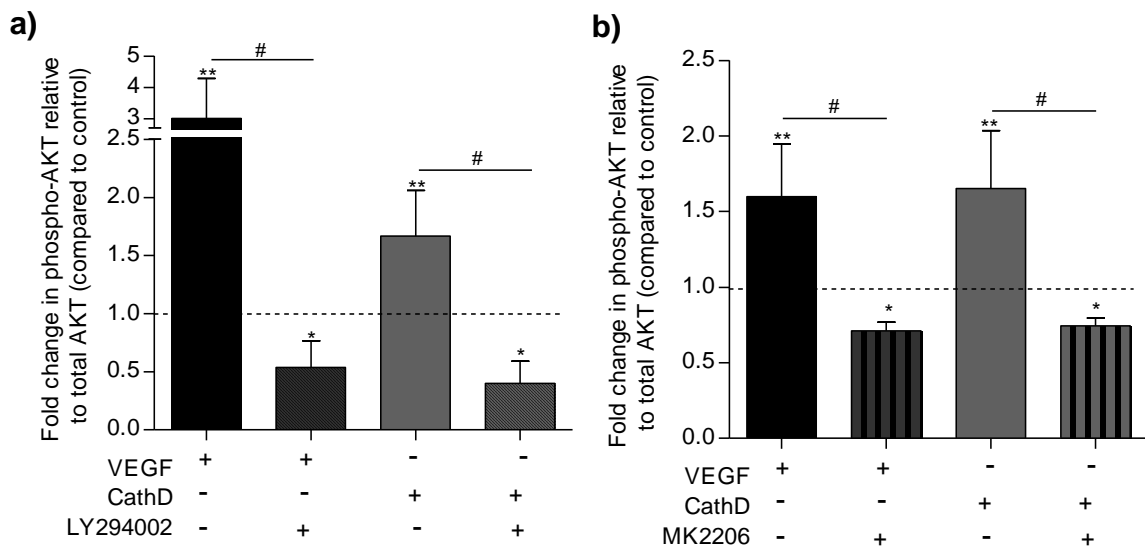 a)
Fold change in phospho-AKT relative
to total AKT (compared to control)
5
4
3
2.5
2.0
1.5
1.0
0.5
0.0
#
**
*
#
**
*
VEGF + + - -
CathD - - + +
LY294002 - + - +
b)
Fold change in phospho-AKT relative
to total AKT (compared to control)
2.5
2.0
1.5
1.0
0.5
0.0
#
**
*
#
**
*
VEGF + + - -
CathD - - + +
MK2206 - + - +